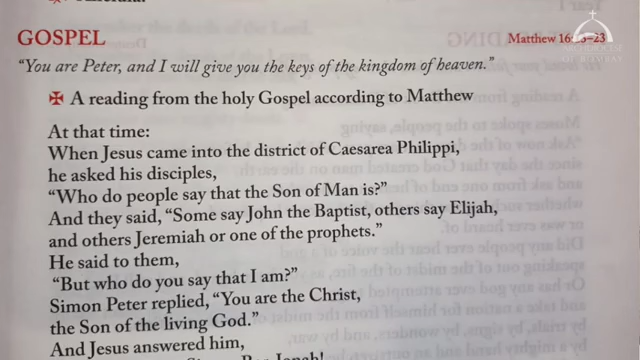 GOSPEL
Matthew 16:13–23
“You are Peter, and I will give you the keys of the kingdom of heaven.”
✠ A reading from the holy Gospel according to Matthew
At that time:
When Jesus came into the district of Caesarea Philippi,
he asked his disciples,
“Who do people say that the Son of Man is?”
And they said, “Some say John the Baptist, others say Elijah,
and others Jeremiah or one of the prophets.”
He said to them,
“But who do you say that I am?”
Simon Peter replied, “You are the Christ,
the Son of the living God.”
And Jesus answered him,
ARCHDIOCESE
OF BOMBAY